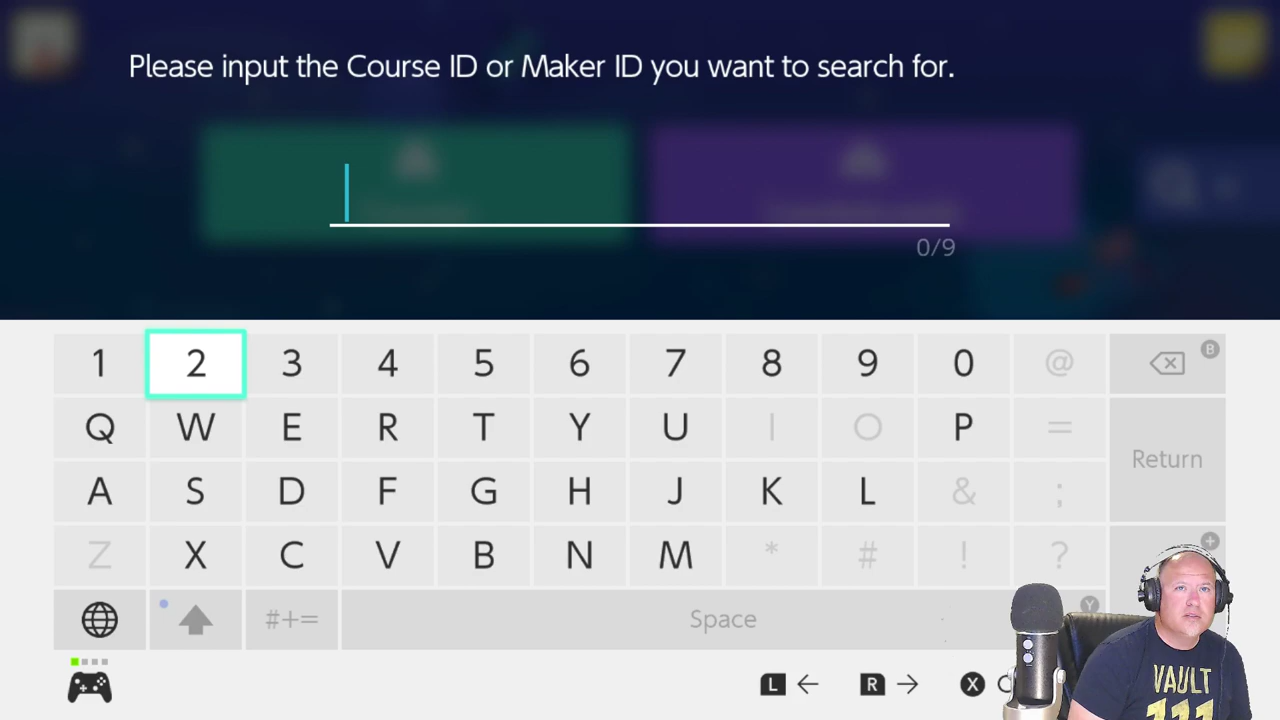 Please input the Course ID or Maker ID you want to search for.
0/9
1 2 3 4 5 6 7 8 9 0 @ B
Q W E R T Y U I O P =
Return
A S D F G H J K L & ;
Z X C V B N M * # ! ? +
#+= Space Y
L ← R → X
VAULT
111